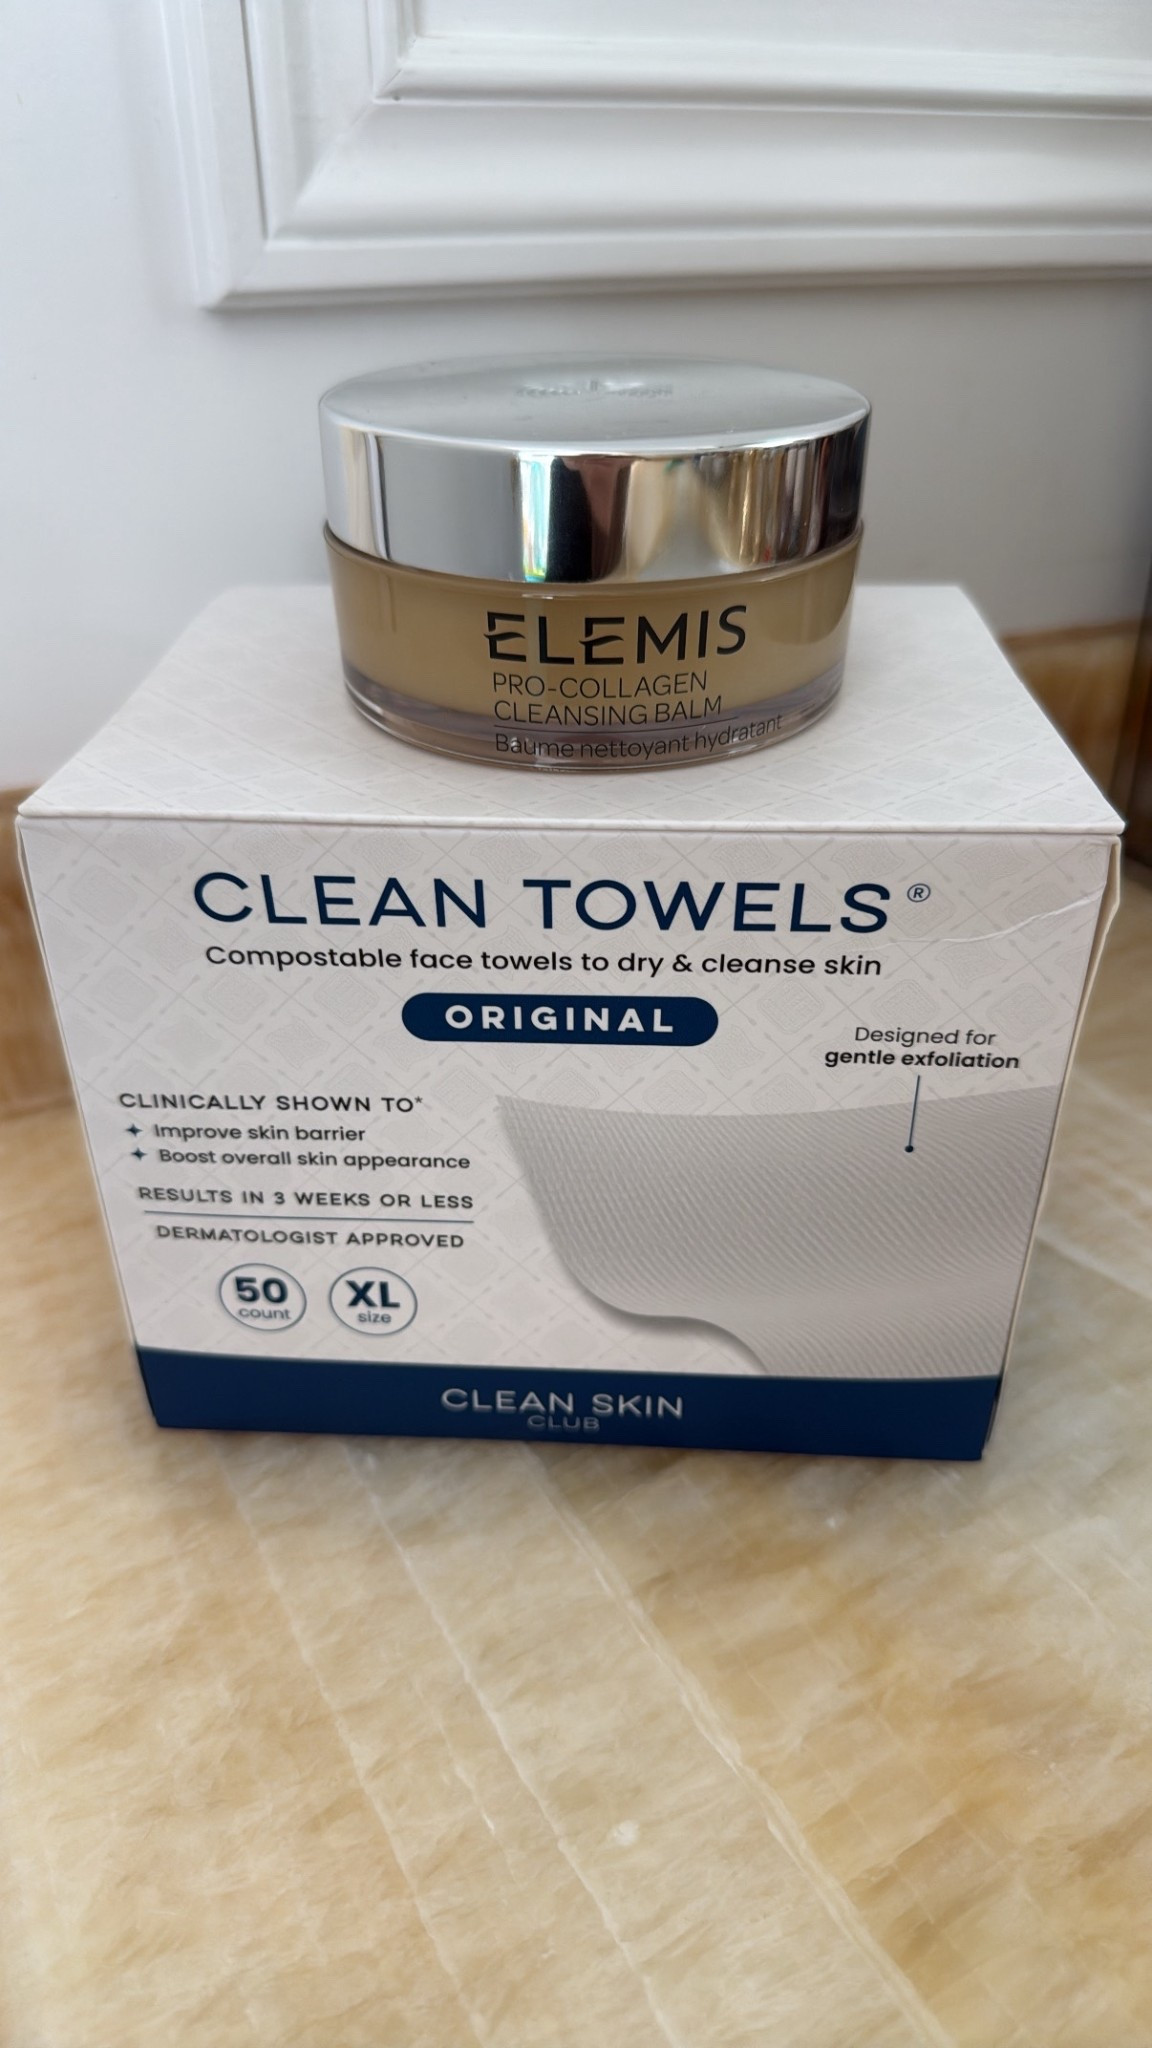 ELEMIS
PRO-COLLAGEN
CLEANSING BALM
Baume nettoyant hydratant
CLEAN TOWELS®
Compostable face towels to dry & cleanse skin
ORIGINAL
Designed for
gentle exfoliation
CLINICALLY SHOWN TO*
Improve skin barrier
Boost overall skin appearance
RESULTS IN 3 WEEKS OR LESS
DERMATOLOGIST APPROVED
50
count
XL
size
CLEAN SKIN
CLUB